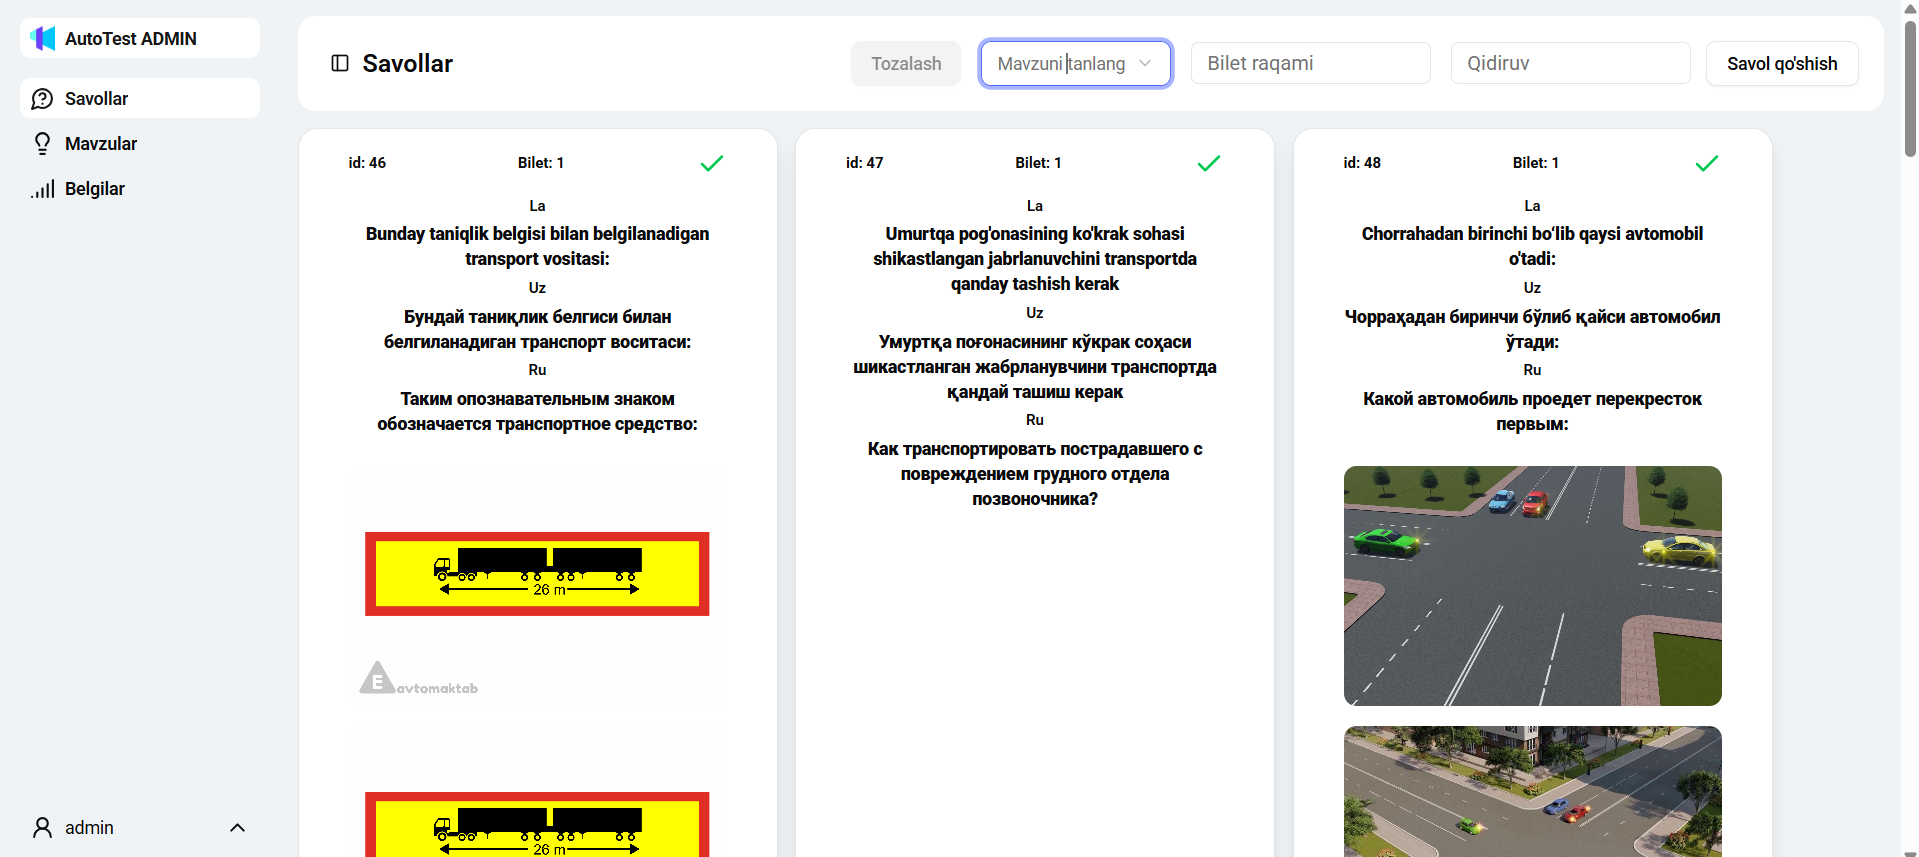 AutoTest ADMIN
Savollar
Mavzular
Belgilar
admin
Savollar
Tozalash
Mavzuni tanlang
Bilet raqami
Qidiruv
Savol qo'shish
id: 46
Bilet: 1
La
Bunday taniqlik belgisi bilan belgilanadigan
transport vositasi:
Uz
Бундай таниқлик белгиси билан
белгиланадиган транспорт воситаси:
Ru
Таким опознавательным знаком
обозначается транспортное средство:
26 m
E
avtomaktab
26 m
id: 47
Bilet: 1
La
Umurtqa pog'onasining ko'krak sohasi
shikastlangan jabrlanuvchini transportda
qanday tashish kerak
Uz
Умуртқа поғонасининг кўкрак соҳаси
шикастланган жабрланувчини транспортда
қандай ташиш керак
Ru
Как транспортировать пострадавшего с
повреждением грудного отдела
позвоночника?
id: 48
Bilet: 1
La
Chorrahadan birinchi bo‘lib qaysi avtomobil
o'tadi:
Uz
Чорраҳадан биринчи бўлиб қайси автомобил
ўтади:
Ru
Какой автомобиль проедет перекресток
первым: